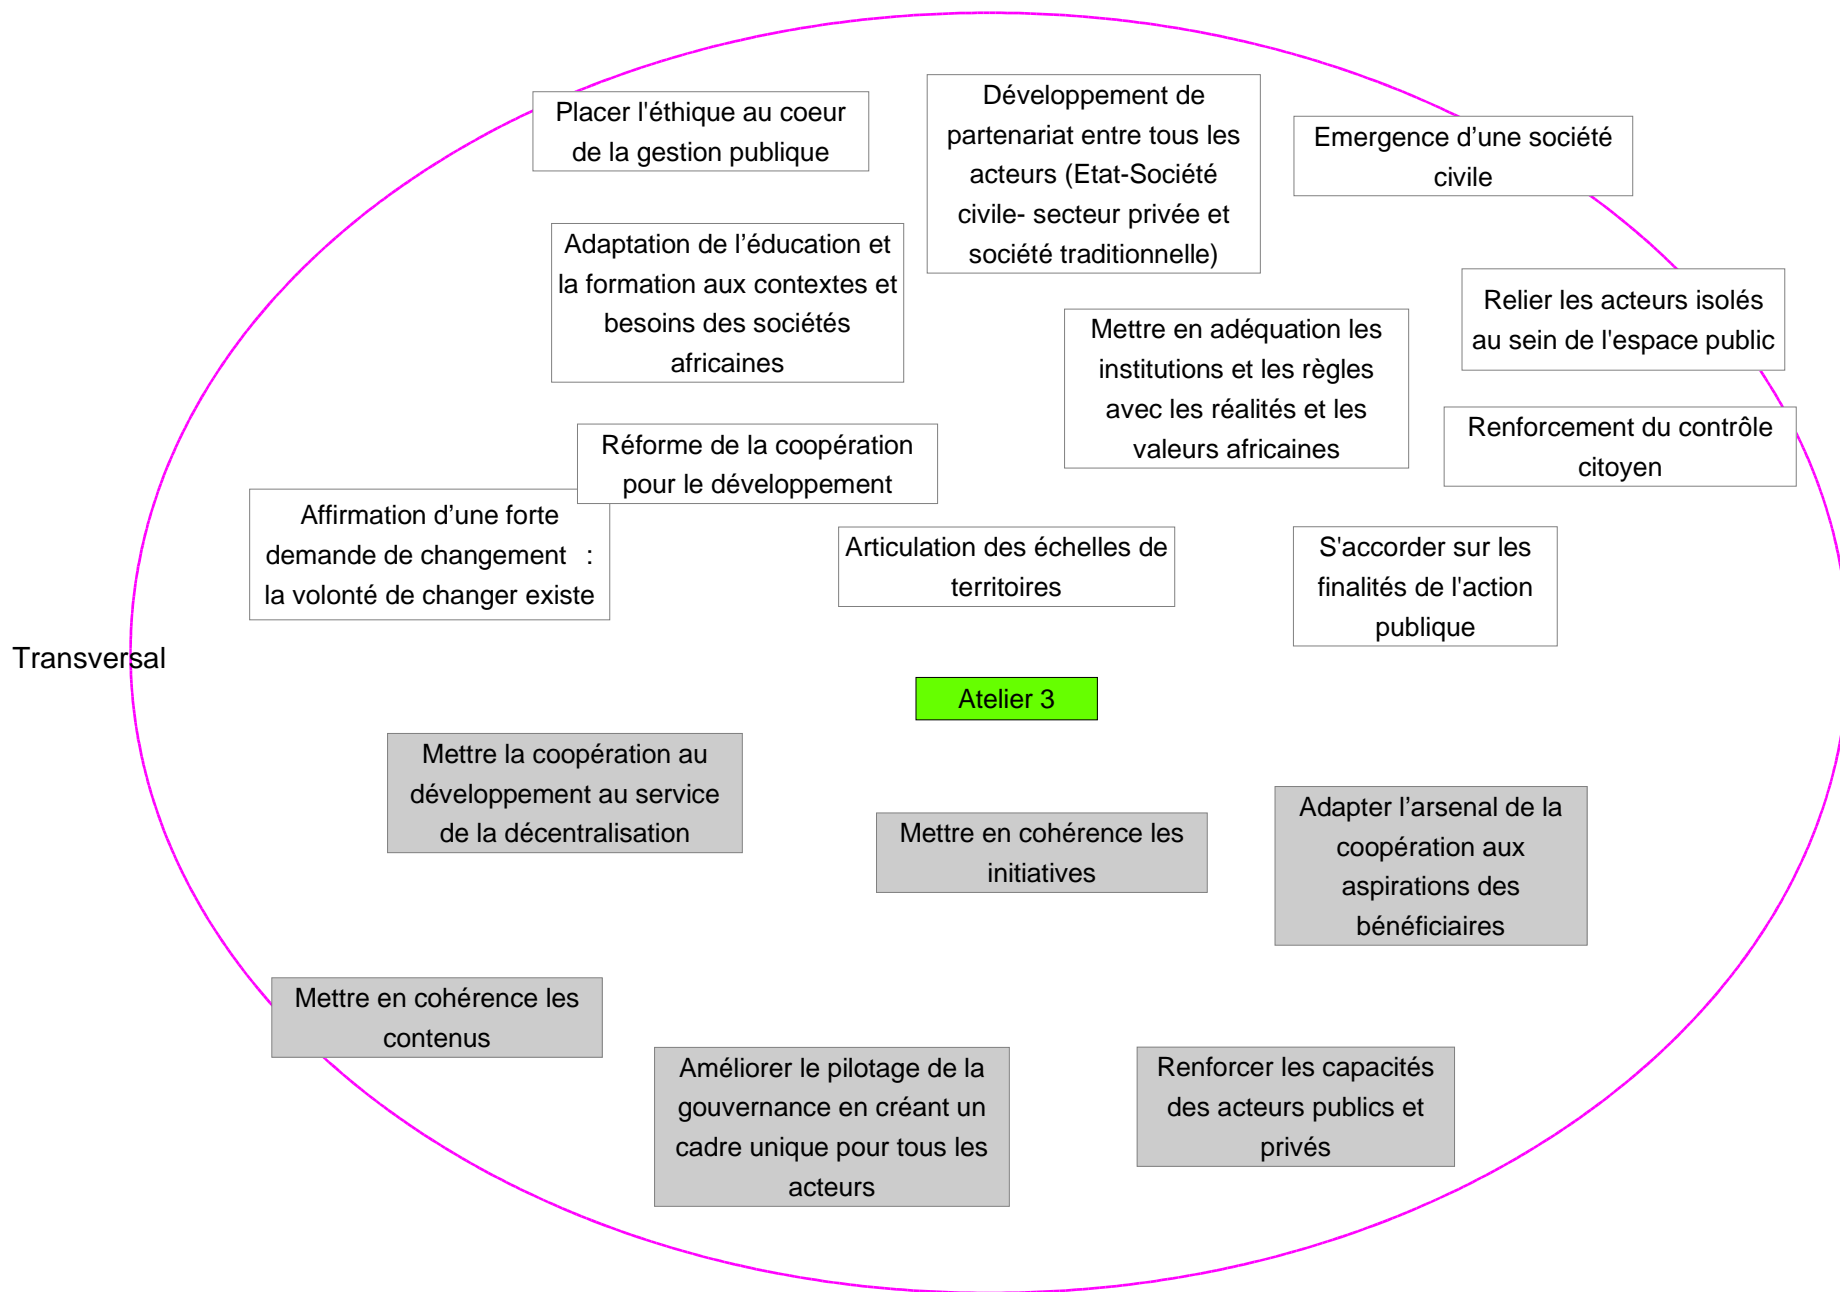 Placer l'éthique au coeur
de la gestion publique
Développement de
partenariat entre tous les
acteurs (Etat-Société
civile- secteur privée et
société traditionnelle)
Emergence d’une société
civile
Adaptation de l’éducation et
la formation aux contextes et
besoins des sociétés
africaines
Relier les acteurs isolés
au sein de l'espace public
Mettre en adéquation les
institutions et les règles
avec les réalités et les
valeurs africaines
Renforcement du contrôle
citoyen
Réforme de la coopération
pour le développement
Affirmation d’une forte
demande de changement :
la volonté de changer existe
Articulation des échelles de
territoires
S'accorder sur les
finalités de l'action
publique
Transversal
Atelier 3
Mettre la coopération au
développement au service
de la décentralisation
Mettre en cohérence les
initiatives
Adapter l’arsenal de la
coopération aux
aspirations des
bénéficiaires
Mettre en cohérence les
contenus
Améliorer le pilotage de la
gouvernance en créant un
cadre unique pour tous les
acteurs
Renforcer les capacités
des acteurs publics et
privés